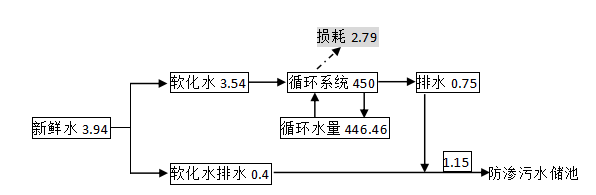 损耗 2.79
软化水 3.54
循环系统 450
排水 0.75
新鲜水 3.94
循环水量 446.46
1.15
软化水排水 0.4
防渗污水储池